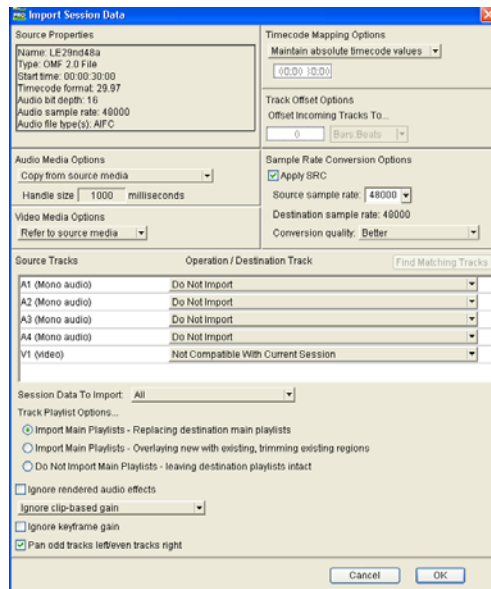 Import Session Data
Source Properties
Name: LE29nd48a
Type: OMF 2.0 File
Start time: 00:00:30:00
Timecode format: 29.97
Audio bit depth: 16
Audio sample rate: 48000
Audio file type(s): AIFC
Timecode Mapping Options
Maintain absolute timecode values
Track Offset Options
Offset Incoming Tracks To...
0 Bars:Beats
Audio Media Options
Copy from source media
Handle size 1000 milliseconds
Video Media Options
Refer to source media
Sample Rate Conversion Options
Apply SRC
Source sample rate: 48000
Destination sample rate: 48000
Conversion quality: Better
Source Tracks Operation / Destination Track Find Matching Tracks
A1 (Mono audio) Do Not Import
A2 (Mono audio) Do Not Import
A3 (Mono audio) Do Not Import
A4 (Mono audio) Do Not Import
V1 (video) Not Compatible With Current Session
Session Data To Import: All
Track Playlist Options...
Import Main Playlists - Replacing destination main playlists
Import Main Playlists - Overlaying new with existing, trimming existing regions
Do Not Import Main Playlists - leaving destination playlists intact
Ignore rendered audio effects
Ignore clip-based gain
Ignore keyframe gain
Pan odd tracks left/even tracks right
Cancel OK